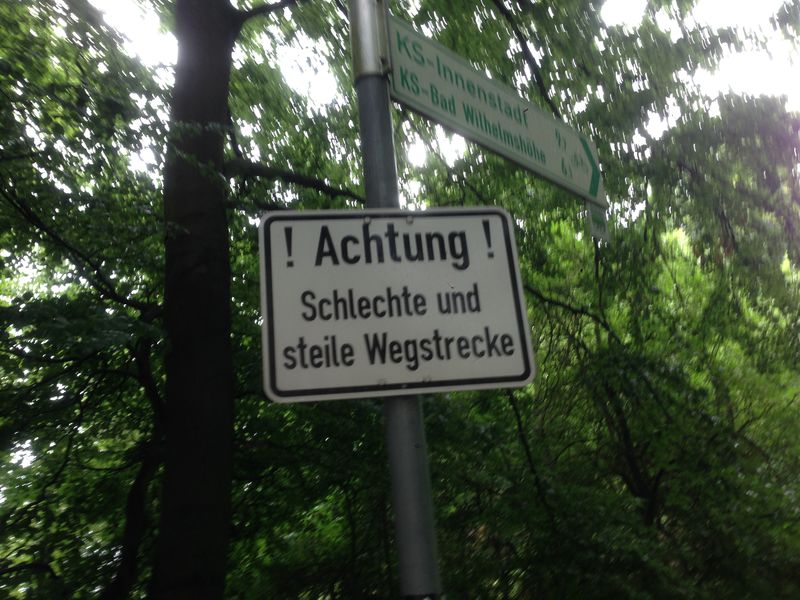 KS-Innenstadt
KS-Bad Wilhelmshöhe
! Achtung !
Schlechte und
steile Wegstrecke